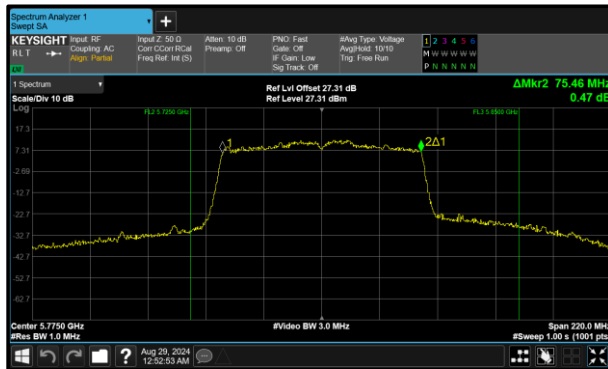 Spectrum Analyzer 1
Swept SA
KEYSIGHT
RLT
Input: RF
Coupling: AC
Align: Partial
Input Z: 50 Ω
Corr CCorr RCal
Freq Ref: Int (S)
Atten: 10 dB
Preamp: Off
PNO: Fast
Gate: Off
IF Gain: Low
Sig Track: Off
#Avg Type: Voltage
Avg|Hold: 10/10
Trig: Free Run
1 2 3 4 5 6
M W W W W W
P N N N N N
1 Spectrum
Scale/Div 10 dB
Ref Lvl Offset 27.31 dB
Ref Level 27.31 dBm
ΔMkr2 75.46 MHz
0.47 dB
Log
FL2 5.7250 GHz
FL3 5.8500 GHz
17.3
7.31
-2.69
-12.7
-22.7
-32.7
-42.7
-52.7
-62.7
1
2Δ1
Center 5.7750 GHz
#Res BW 1.0 MHz
#Video BW 3.0 MHz
Span 220.0 MHz
#Sweep 1.00 s (1001 pts)
Aug 29, 2024
12:52:53 AM